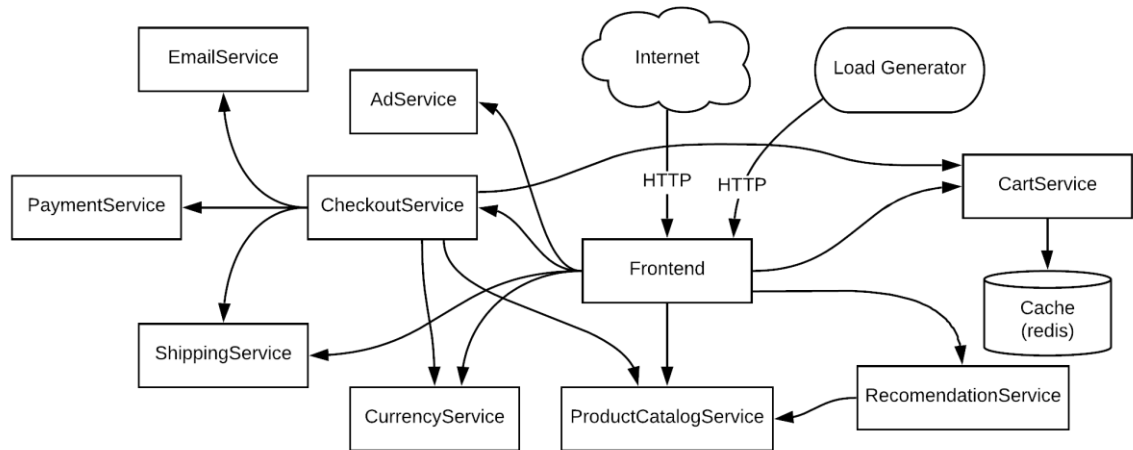 EmailService
Internet
Load Generator
AdService
HTTP
HTTP
CartService
PaymentService
CheckoutService
Frontend
Cache
(redis)
ShippingService
CurrencyService
ProductCatalogService
RecomendationService